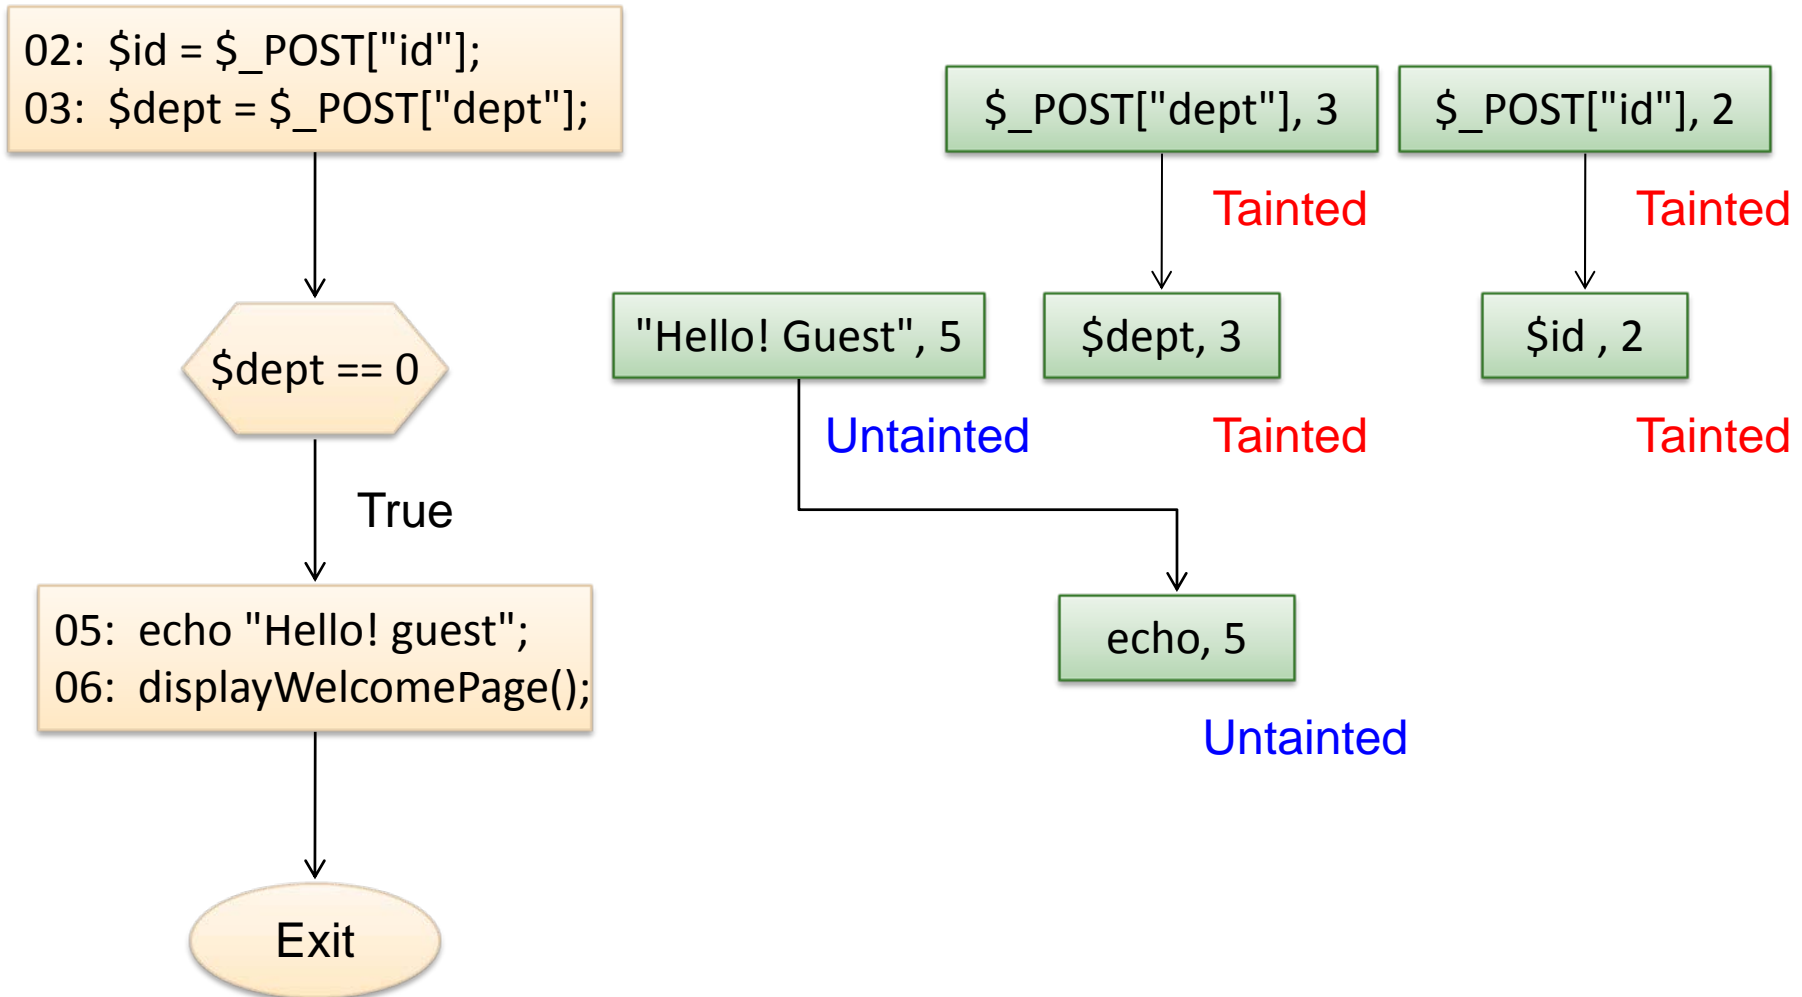 02:  $id = $_POST["id"];
03:  $dept = $_POST["dept"];
$dept == 0
True
05:  echo "Hello! guest";
06:  displayWelcomePage();
Exit
$_POST["dept"], 3
$_POST["id"], 2
Tainted
Tainted
"Hello! Guest", 5
$dept, 3
$id , 2
Untainted
Tainted
Tainted
echo, 5
Untainted